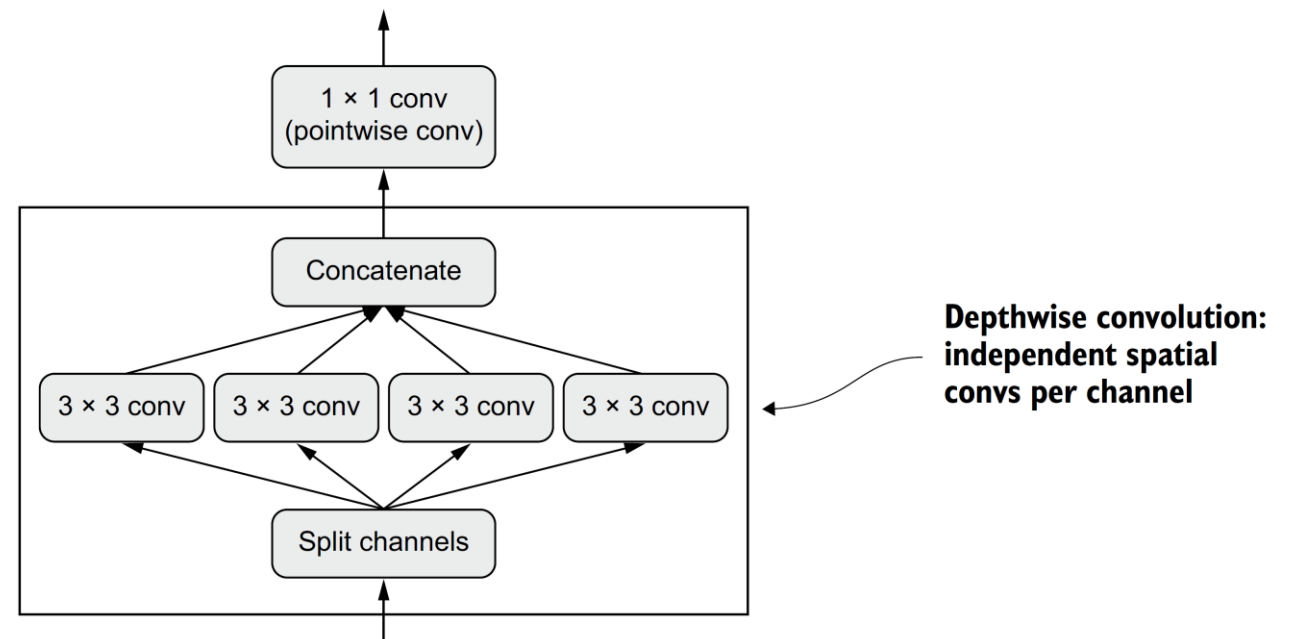 1 × 1 conv
(pointwise conv)
Concatenate
3 × 3 conv 3 × 3 conv 3 × 3 conv 3 × 3 conv
Split channels
Depthwise convolution:
independent spatial
convs per channel